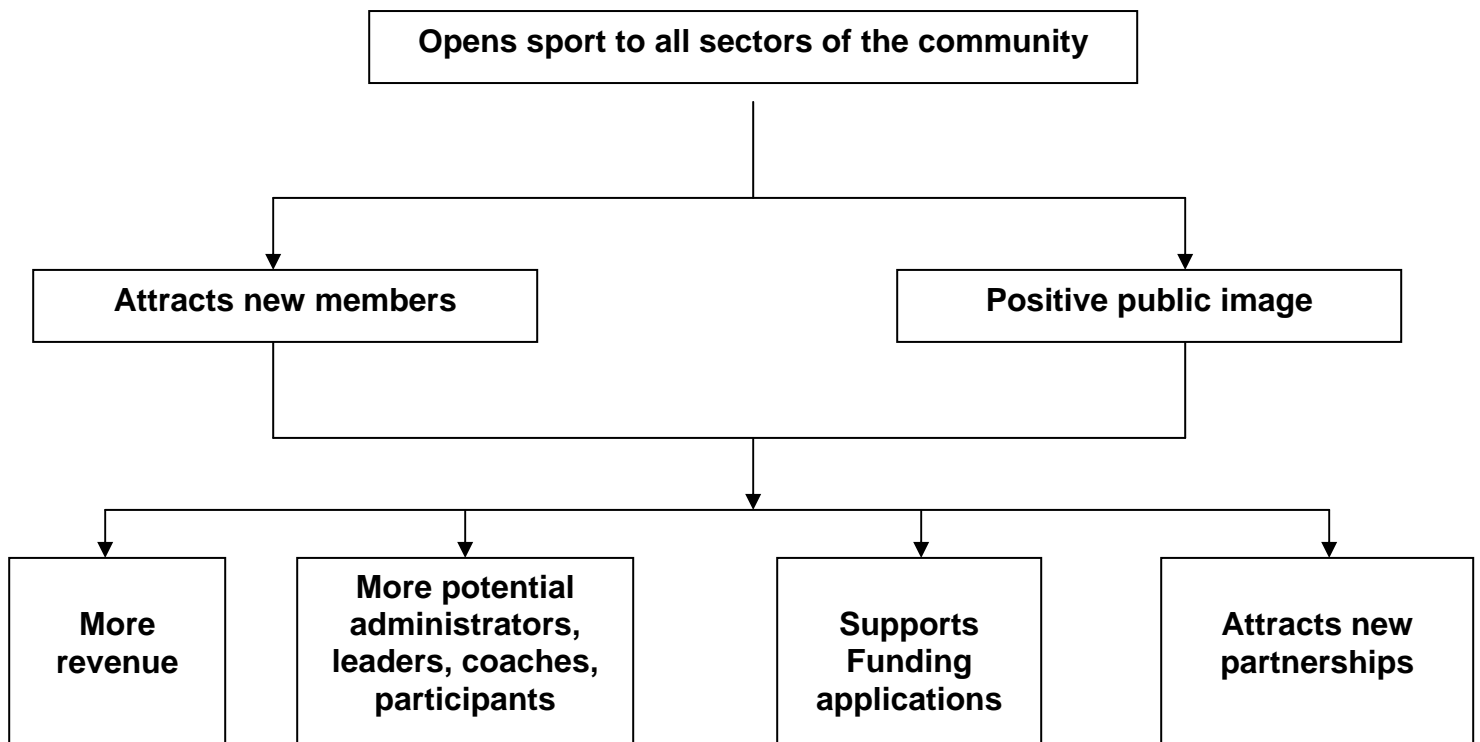 Opens sport to all sectors of the community
Attracts new members
Positive public image
More
revenue
More potential
administrators,
leaders, coaches,
participants
Supports
Funding
applications
Attracts new
partnerships